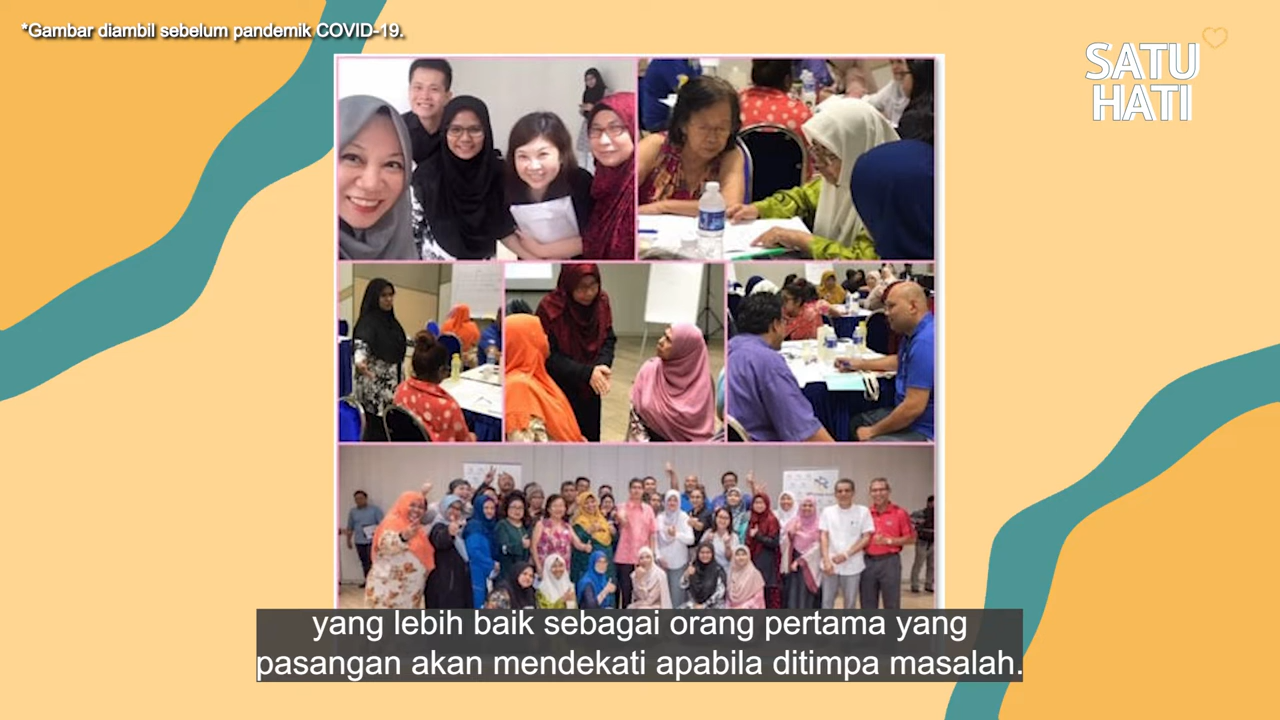 *Gambar diambil sebelum pandemik COVID-19.
SATU
HATI
yang lebih baik sebagai orang pertama yang
pasangan akan mendekati apabila ditimpa masalah.